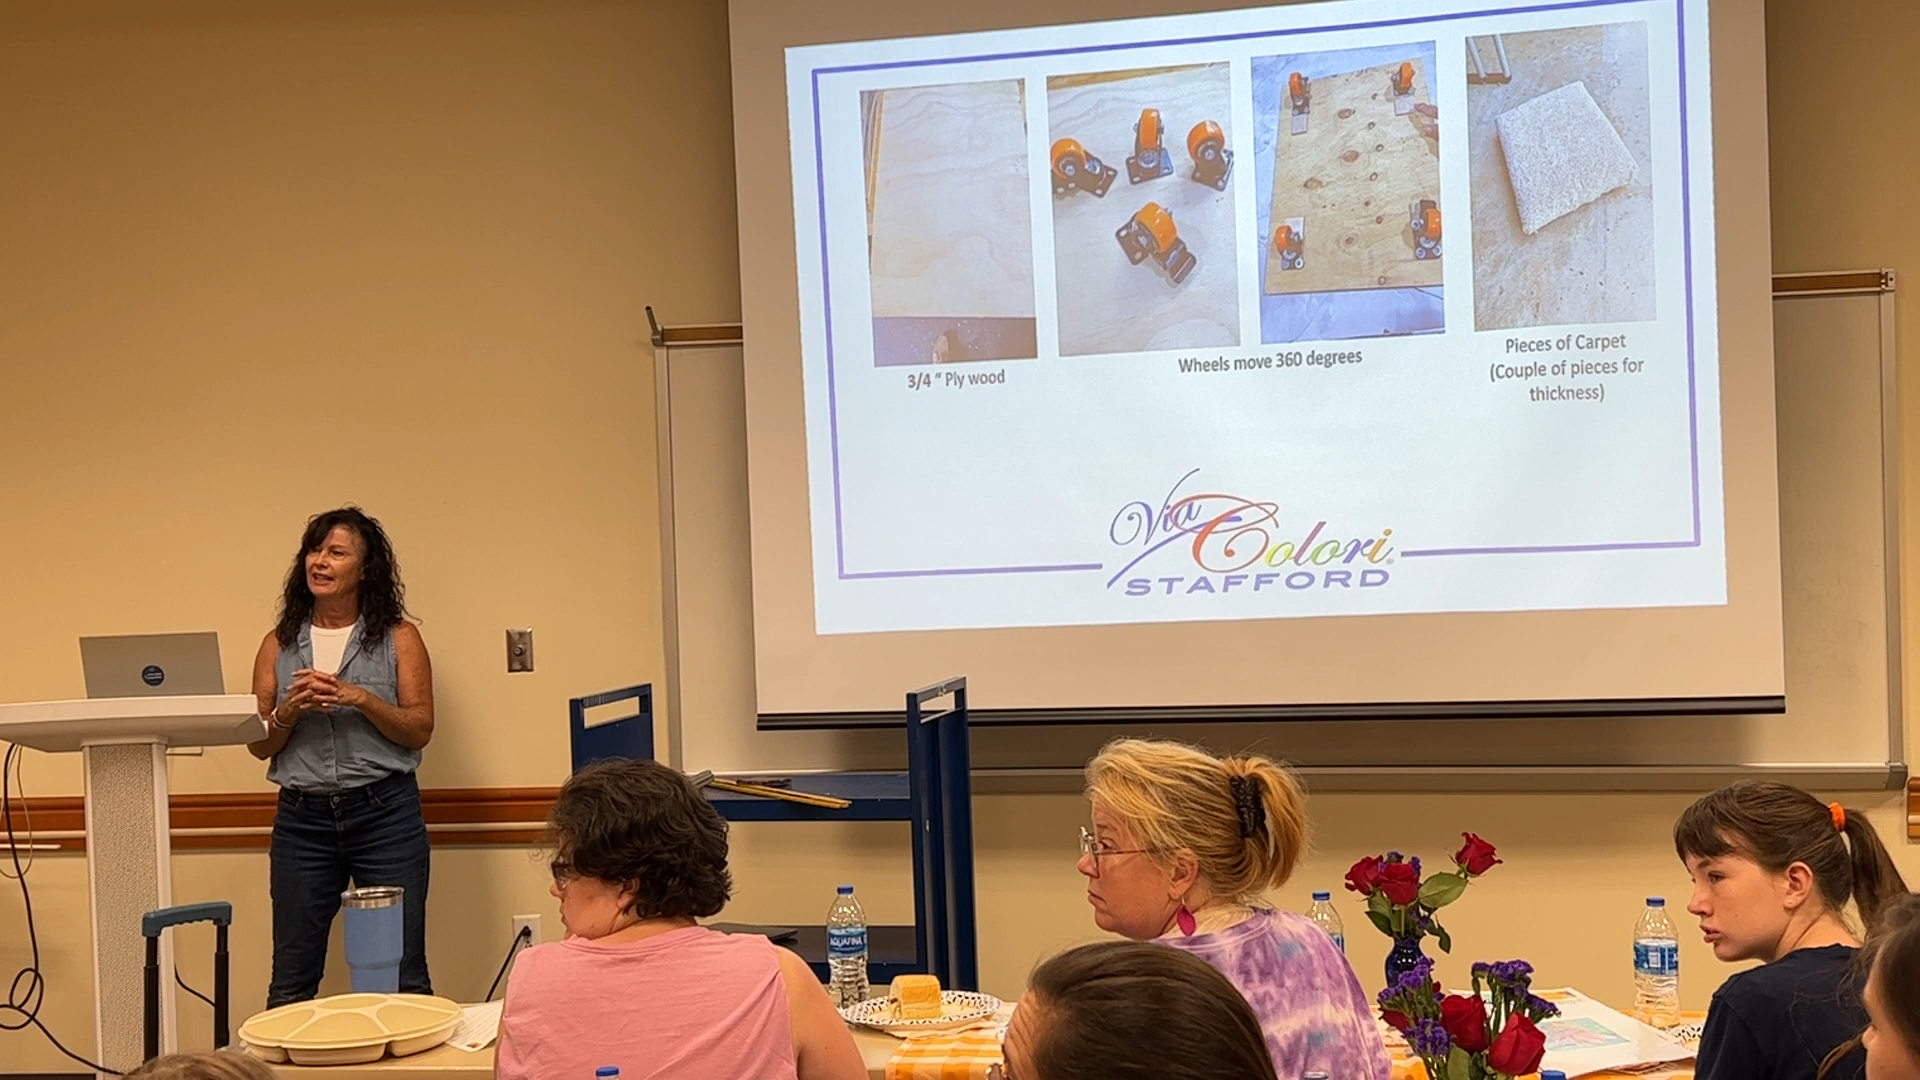 3/4 “ Ply wood
Wheels move 360 degrees
Pieces of Carpet
(Couple of pieces for
thickness)
Via Colori®
STAFFORD
AQUAFINA